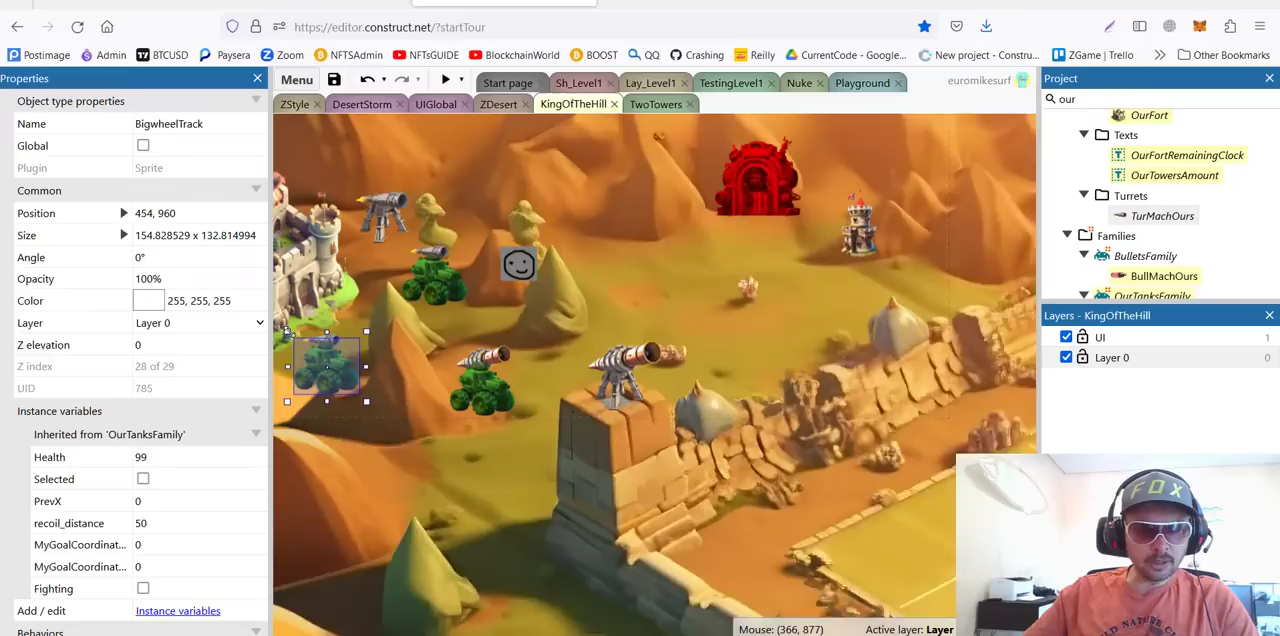 editor.construct.net/?startTour
Postimage Admin BTCUSD Paysera Zoom NFTSAdmin NFTsGUIDE BlockchainWorld BOOST QQ Crashing Reilly CurrentCode - Google... New project - Constru... ZGame | Trello Other Bookmarks
Properties
Object type properties
Name BigwheelTrack
Global
Plugin Sprite
Common
Position 454, 960
Size 154.828529 x 132.814994
Angle 0°
Opacity 100%
Color 255, 255, 255
Layer Layer 0
Z elevation 0
Z index 28 of 29
UID 785
Instance variables
Inherited from 'OurTanksFamily'
Health 99
Selected
PrevX 0
recoil_distance 50
MyGoalCoordinat... 0
MyGoalCoordinat... 0
Fighting
Add / edit Instance variables
Behaviors
Menu Start page Sh_Level1 Lay_Level1 TestingLevel1 Nuke Playground euromikesurf
ZStyle DesertStorm UIGlobal ZDesert KingOfTheHill TwoTowers
Mouse: (366, 877) Active layer: Layer
Project
our
OurFort
Texts
OurFortRemainingClock
OurTowersAmount
Turrets
TurMachOurs
Families
BulletsFamily
BullMachOurs
OurTanksFamily
Layers - KingOfTheHill
UI 1
Layer 0 0
FOX